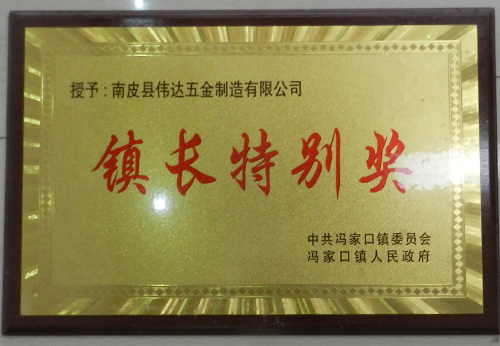 授予：南皮县伟达五金制造有限公司
镇长特别奖
中共冯家口镇委员会
冯家口镇人民政府